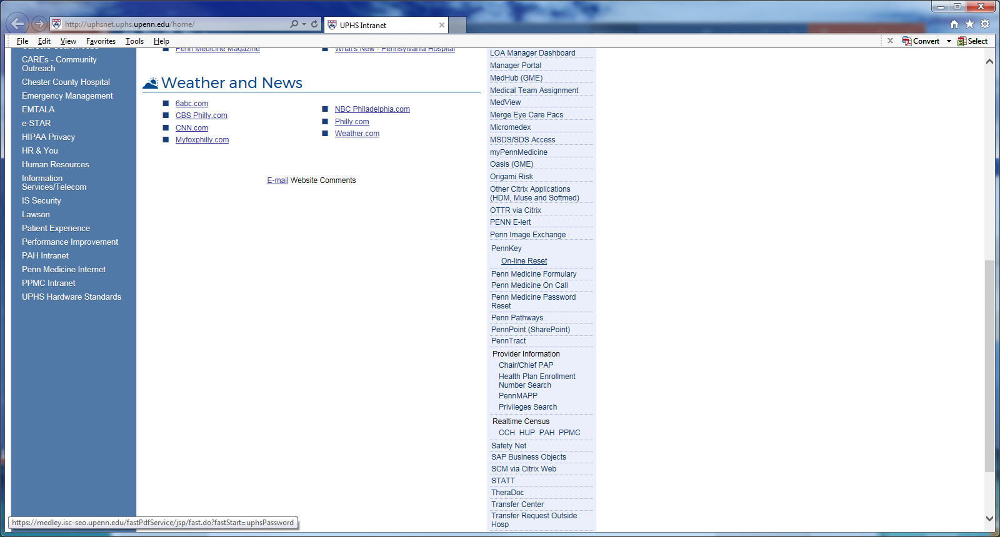 http://uphsnet.uphs.upenn.edu/home/
UPHS Intranet
File Edit View Favorites Tools Help
Convert Select
CAREs - Community
Outreach
Chester County Hospital
Emergency Management
EMTALA
e-STAR
HIPAA Privacy
HR & You
Human Resources
Information
Services/Telecom
IS Security
Lawson
Patient Experience
Performance Improvement
PAH Intranet
Penn Medicine Internet
PPMC Intranet
UPHS Hardware Standards
Penn Medicine Magazine
What's New - Pennsylvania Hospital
Weather and News
6abc.com
CBS Philly.com
CNN.com
Myfoxphilly.com
NBC Philadelphia.com
Philly.com
Weather.com
E-mail Website Comments
LOA Manager Dashboard
Manager Portal
MedHub (GME)
Medical Team Assignment
MedView
Merge Eye Care Pacs
Micromedex
MSDS/SDS Access
myPennMedicine
Oasis (GME)
Origami Risk
Other Citrix Applications
(HDM, Muse and Softmed)
OTTR via Citrix
PENN E-lert
Penn Image Exchange
PennKey
On-line Reset
Penn Medicine Formulary
Penn Medicine On Call
Penn Medicine Password
Reset
Penn Pathways
PennPoint (SharePoint)
PennTract
Provider Information
Chair/Chief PAP
Health Plan Enrollment
Number Search
PennMAPP
Privileges Search
Realtime Census
CCH HUP PAH PPMC
Safety Net
SAP Business Objects
SCM via Citrix Web
STATT
TheraDoc
Transfer Center
Transfer Request Outside
Hosp
https://medley.isc-seo.upenn.edu/fastPdfService/jsp/fast.do?fastStart=uphsPassword